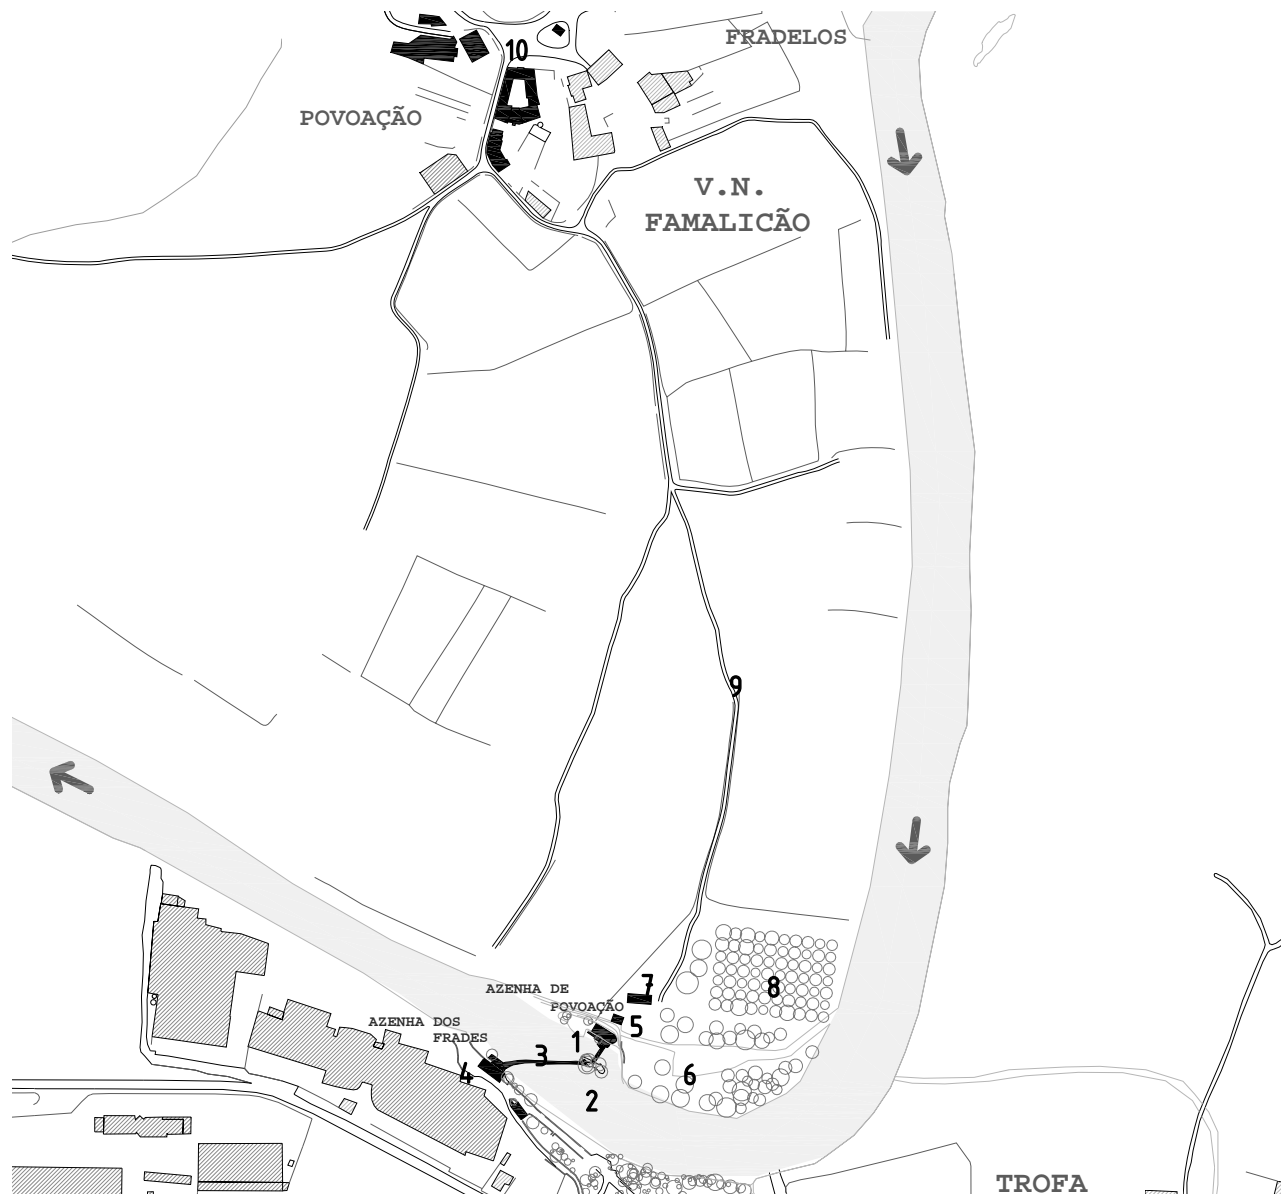 FRADELOS
10
POVOAÇÃO
V.N.
FAMALICÃO
9
AZENHA DE
POVOAÇÃO
7
8
AZENHA DOS
FRADES
5
1
3
4
6
2
TROFA